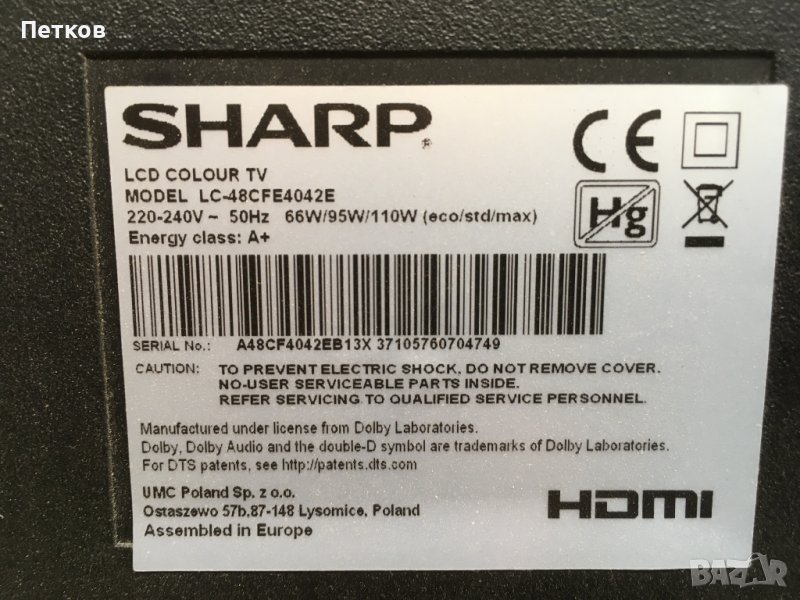 Петков
SHARP
CE
LCD COLOUR TV
MODEL LC-48CFE4042E
220-240V ~ 50Hz 66W/95W/110W (eco/std/max)
Hg
Energy class: A+
SERIAL No.: A48CF4042EB13X 37105760704749
CAUTION: TO PREVENT ELECTRIC SHOCK, DO NOT REMOVE COVER.
NO-USER SERVICEABLE PARTS INSIDE.
REFER SERVICING TO QUALIFIED SERVICE PERSONNEL.
Manufactured under license from Dolby Laboratories.
Dolby, Dolby Audio and the double-D symbol are trademarks of Dolby Laboratories.
For DTS patents, see http://patents.dts.com
UMC Poland Sp. z o.o.
Ostaszewo 57b,87-148 Lysomice, Poland
Assembled in Europe
HDMI
BAZAR